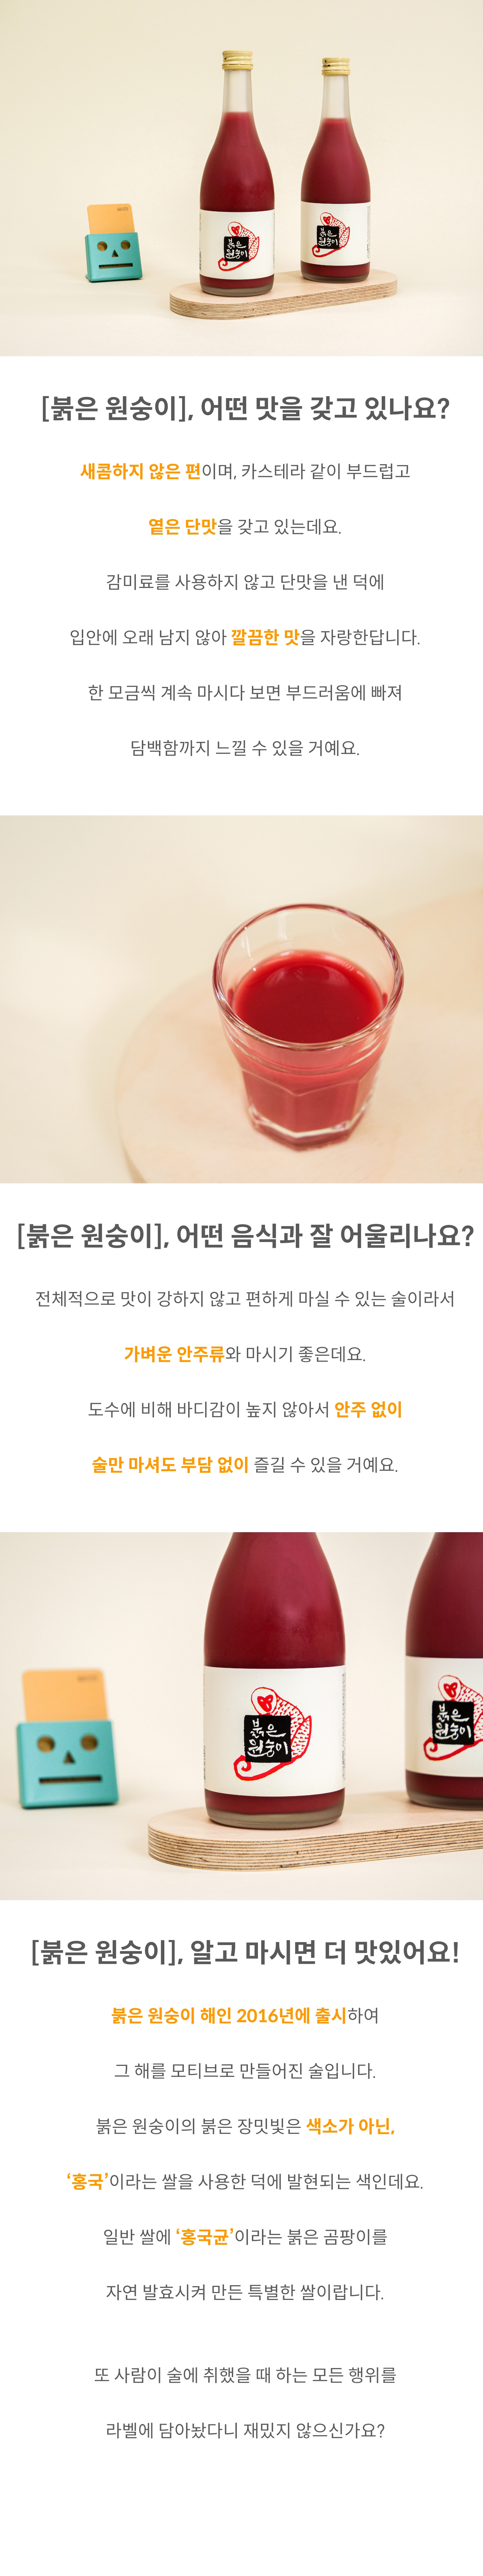 붉은
원숭이
붉은
원숭이
[붉은 원숭이], 어떤 맛을 갖고 있나요?
새콤하지 않은 편이며, 카스테라 같이 부드럽고
옅은 단맛을 갖고 있는데요.
감미료를 사용하지 않고 단맛을 낸 덕에
입안에 오래 남지 않아 깔끔한 맛을 자랑한답니다.
한 모금씩 계속 마시다 보면 부드러움에 빠져
담백함까지 느낄 수 있을 거예요.
[붉은 원숭이], 어떤 음식과 잘 어울리나요?
전체적으로 맛이 강하지 않고 편하게 마실 수 있는 술이라서
가벼운 안주류와 마시기 좋은데요.
도수에 비해 바디감이 높지 않아서 안주 없이
술만 마셔도 부담 없이 즐길 수 있을 거예요.
붉은
원숭이
붉은
원숭이
[붉은 원숭이], 알고 마시면 더 맛있어요!
붉은 원숭이 해인 2016년에 출시하여
그 해를 모티브로 만들어진 술입니다.
붉은 원숭이의 붉은 장밋빛은 색소가 아닌,
‘홍국’이라는 쌀을 사용한 덕에 발현되는 색인데요.
일반 쌀에 ‘홍국균’이라는 붉은 곰팡이를
자연 발효시켜 만든 특별한 쌀이랍니다.
또 사람이 술에 취했을 때 하는 모든 행위를
라벨에 담아놨다니 재밌지 않으신가요?